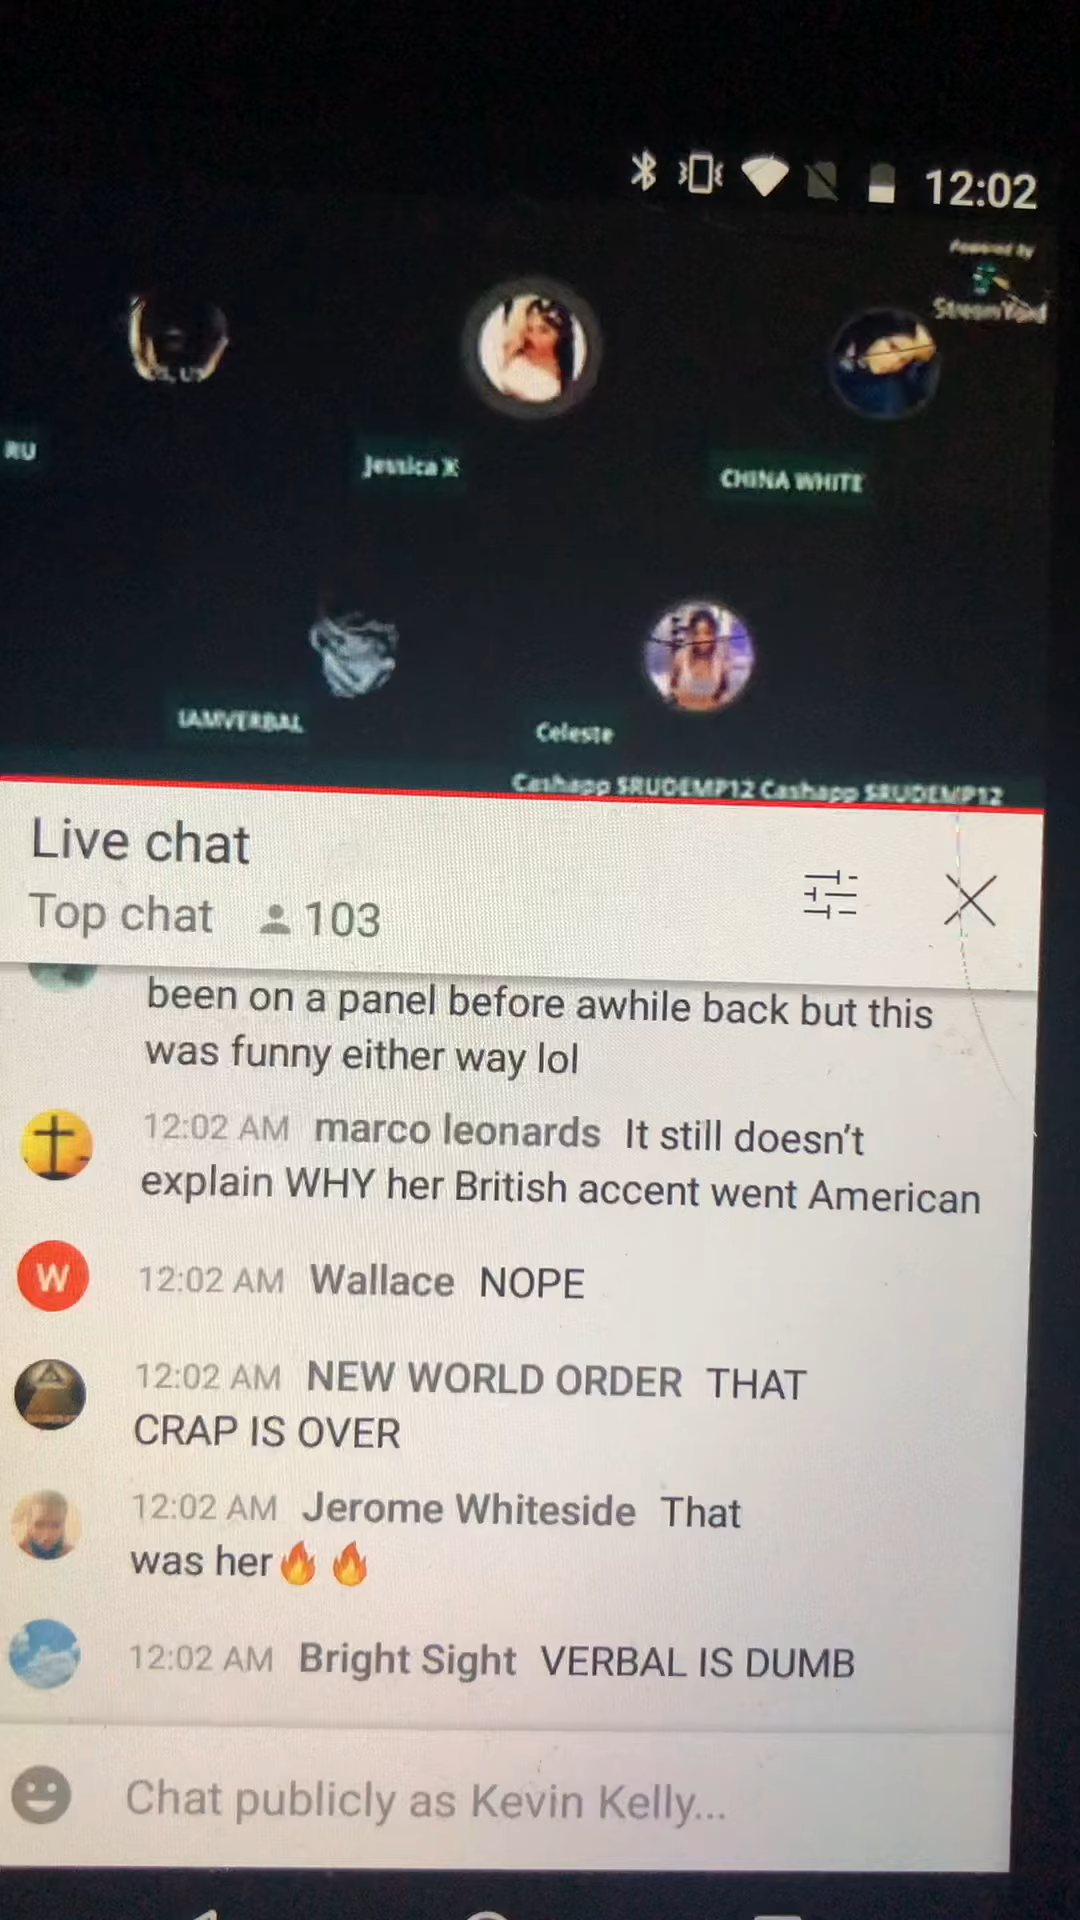 12:02
Powered by
StreamYard
RU
Jessica X
CHINA WHITE
IAMVERBAL
Celeste
Cashapp $RUDEMP12 Cashapp $RUDEMP12
Live chat
Top chat 103
been on a panel before awhile back but this
was funny either way lol
12:02 AM marco leonards It still doesn't
explain WHY her British accent went American
W
12:02 AM Wallace NOPE
12:02 AM NEW WORLD ORDER THAT
CRAP IS OVER
12:02 AM Jerome Whiteside That
was her🔥🔥
12:02 AM Bright Sight VERBAL IS DUMB
Chat publicly as Kevin Kelly...